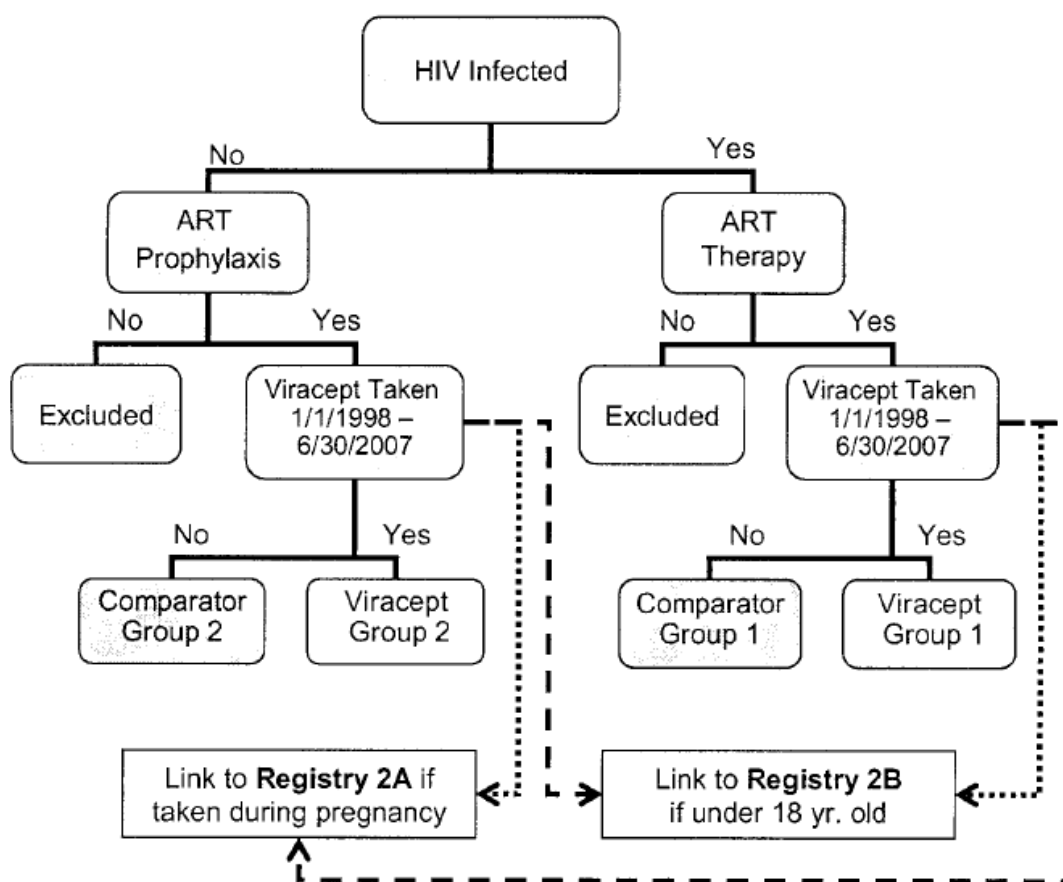 HIV Infected
No
Yes
ART
Prophylaxis
ART
Therapy
No
Yes
No
Yes
Excluded
Viracept Taken
1/1/1998 –
6/30/2007
Excluded
Viracept Taken
1/1/1998 –
6/30/2007
No
Yes
No
Yes
Comparator
Group 2
Viracept
Group 2
Comparator
Group 1
Viracept
Group 1
Link to Registry 2A if
taken during pregnancy
Link to Registry 2B
if under 18 yr. old